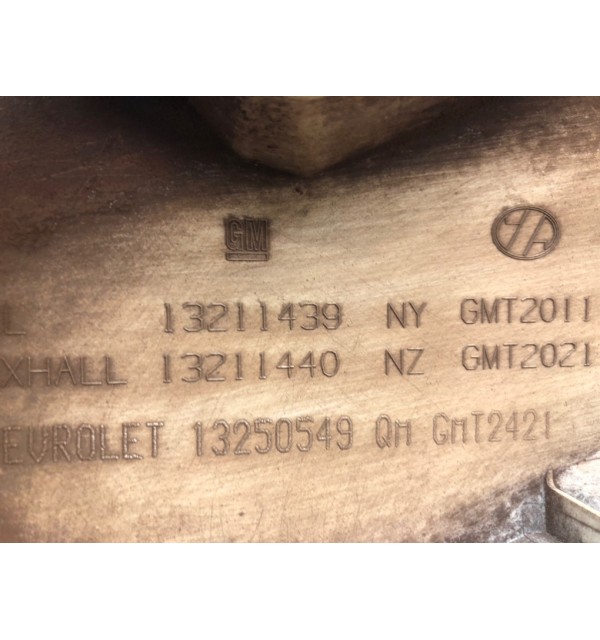 GM
L 13211439 NY GMT2011
XHALL 13211440 NZ GMT2021
EVROLET 13250549 QM GMT2421